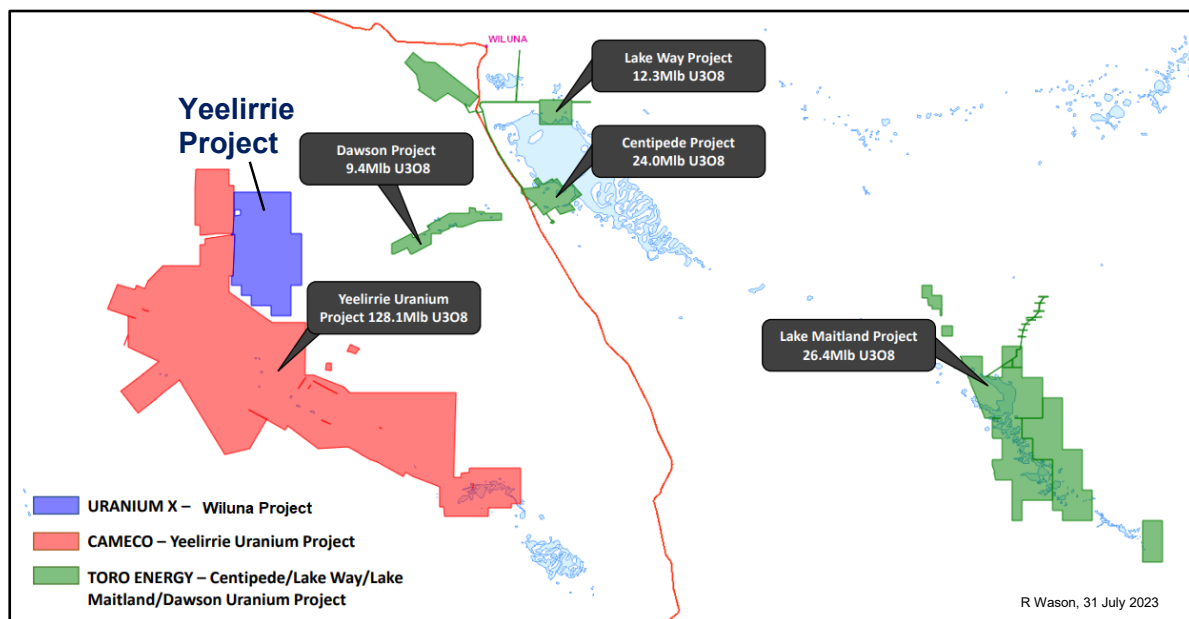 WILUNA
Lake Way Project
12.3Mlb U3O8
Yeelirrie
Project
Dawson Project
9.4Mlb U3O8
Centipede Project
24.0Mlb U3O8
Yeelirrie Uranium
Project 128.1Mlb U3O8
Lake Maitland Project
26.4Mlb U3O8
URANIUM X – Wiluna Project
CAMECO – Yeelirrie Uranium Project
TORO ENERGY – Centipede/Lake Way/Lake
Maitland/Dawson Uranium Project
R Wason, 31 July 2023